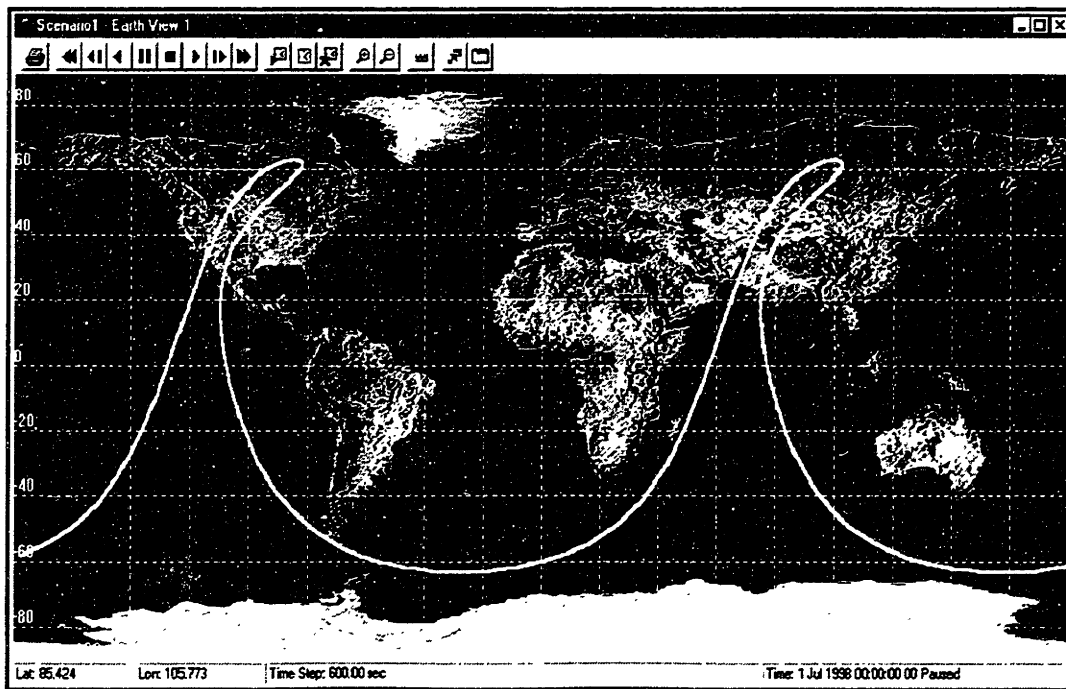 Scenario1 - Earth View 1
80
60
40
20
0
-20
-40
-60
-80
Lat: 85.424
Lon: 105.773
Time Step: 600.00 sec
Time: 1 Jul 1998 00:00:00.00 Paused